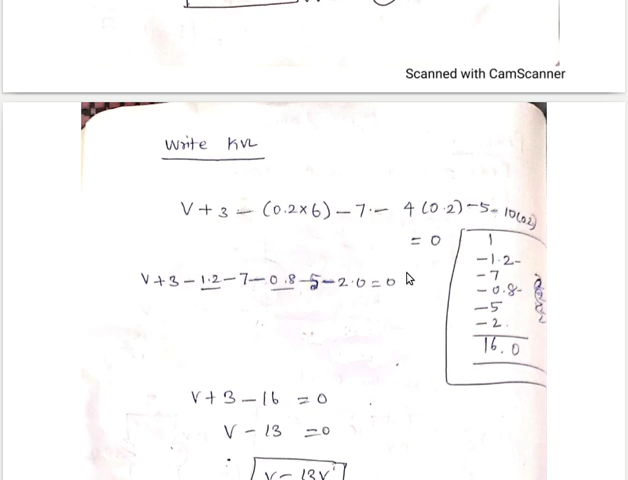 Scanned with CamScanner
Write KVL
V + 3 - (0.2×6) - 7 - 4(0.2) - 5 - 10(0.2)
= 0
V+3-1.2-7-0.8-5-2.0=0
-1.2-
-7
-0.8-
-5
-2.
16.0
V + 3 - 16 = 0
V - 13 = 0
V = 13V